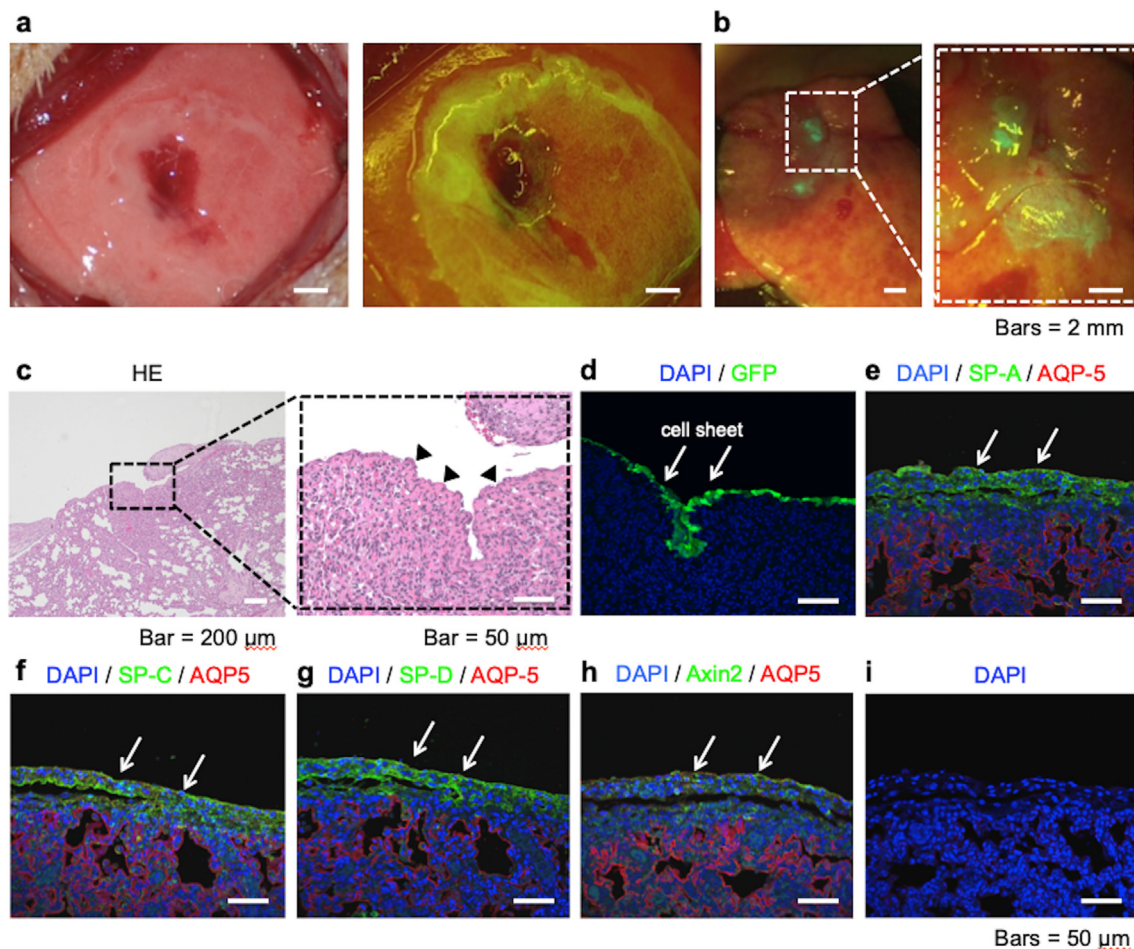 a
b
Bars = 2 mm
c
HE
d
DAPI / GFP
e
DAPI / SP-A / AQP-5
cell sheet
Bar = 200 µm
Bar = 50 µm
f
DAPI / SP-C / AQP5
g
DAPI / SP-D / AQP-5
h
DAPI / Axin2 / AQP5
i
DAPI
Bars = 50 µm